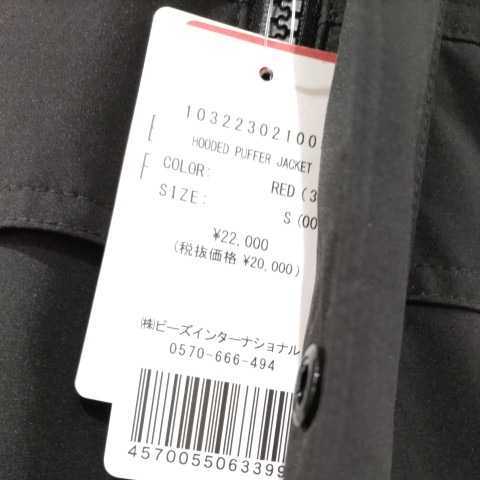 10322302100
HOODED PUFFER JACKET
COLOR: RED (3
SIZE: S (00
¥22,000
(税抜価格 ¥20,000)
㈱ビーズインターナショナル
0570-666-494
4570055063399